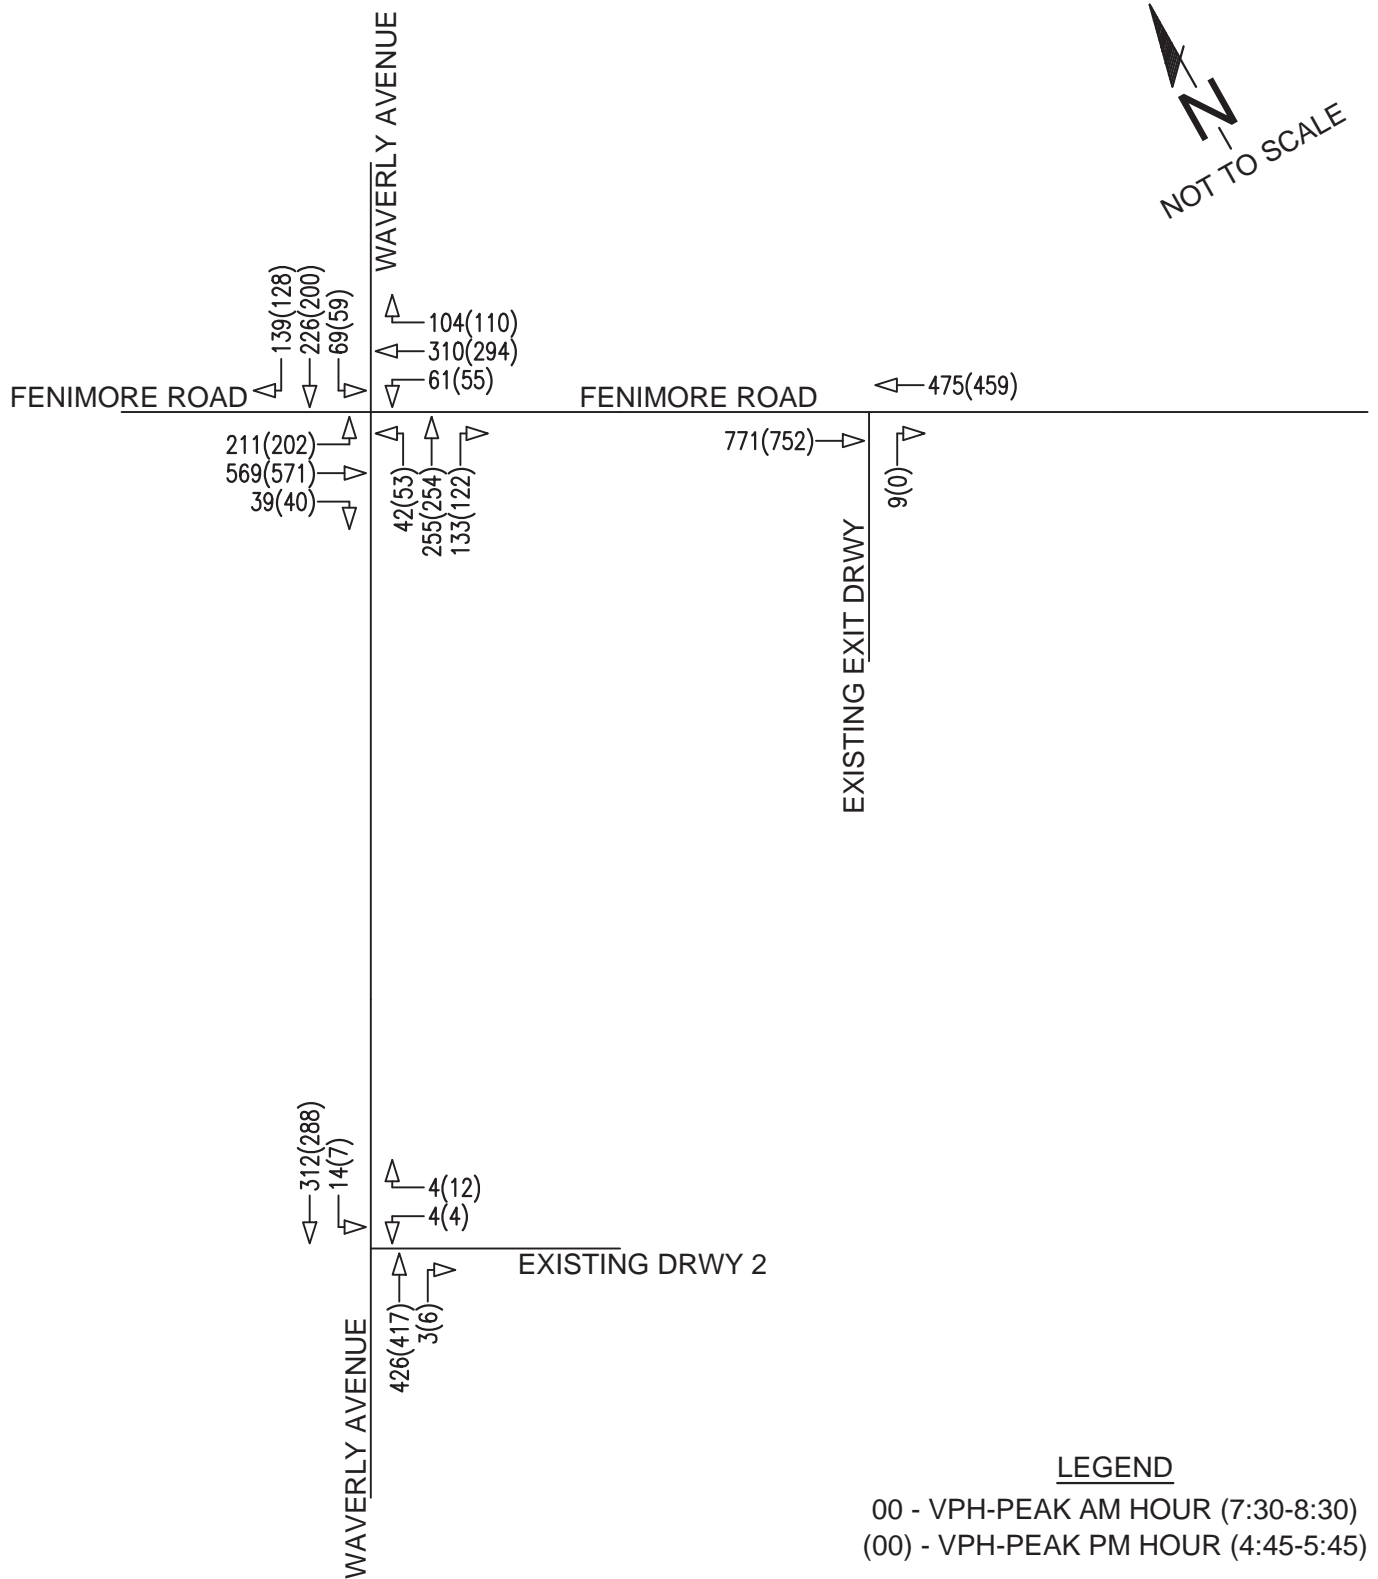 WAVERLY AVENUE
N
NOT TO SCALE
139(128)
226(200)
69(59)
104(110)
310(294)
61(55)
FENIMORE ROAD
FENIMORE ROAD
475(459)
211(202)
569(571)
39(40)
42(53)
255(254)
133(122)
771(752)
9(0)
EXISTING EXIT DRWY
312(288)
14(7)
4(12)
4(4)
EXISTING DRWY 2
426(417)
3(6)
WAVERLY AVENUE
LEGEND
00 - VPH-PEAK AM HOUR (7:30-8:30)
(00) - VPH-PEAK PM HOUR (4:45-5:45)